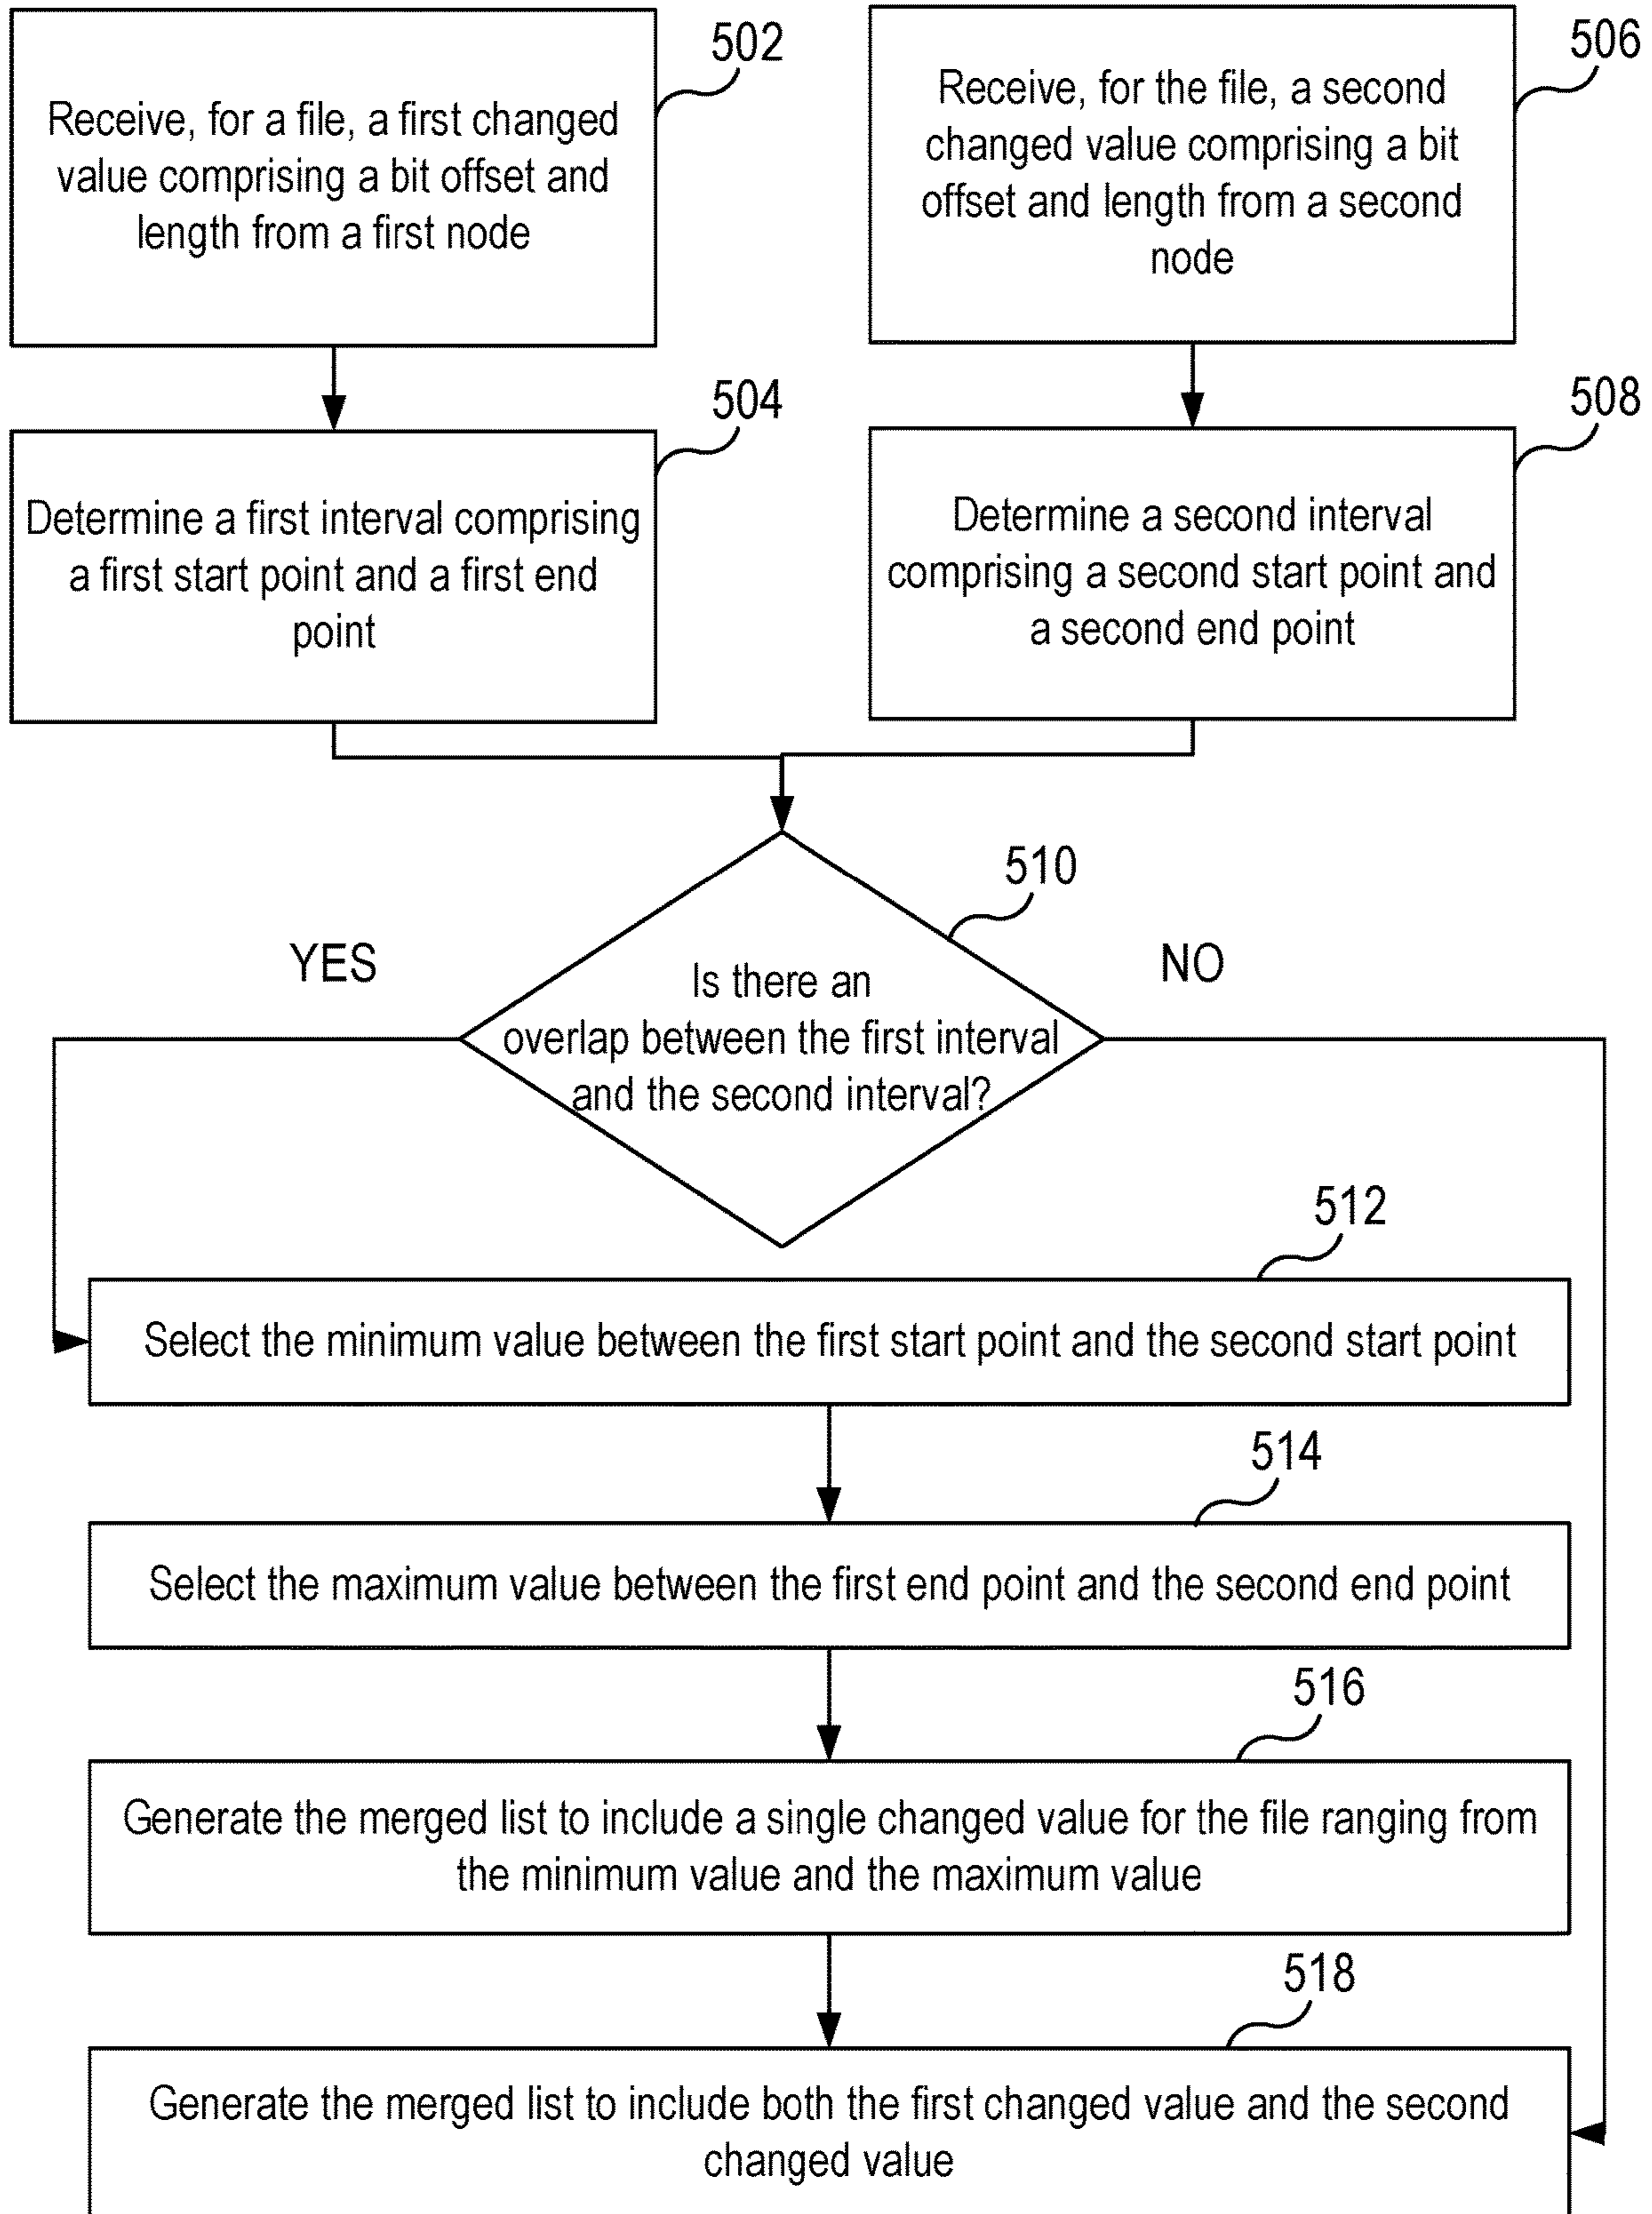 502
Receive, for a file, a first changed
value comprising a bit offset and
length from a first node
506
Receive, for the file, a second
changed value comprising a bit
offset and length from a second
node
504
Determine a first interval comprising
a first start point and a first end
point
508
Determine a second interval
comprising a second start point and
a second end point
510
YES
NO
Is there an
overlap between the first interval
and the second interval?
512
Select the minimum value between the first start point and the second start point
514
Select the maximum value between the first end point and the second end point
516
Generate the merged list to include a single changed value for the file ranging from
the minimum value and the maximum value
518
Generate the merged list to include both the first changed value and the second
changed value